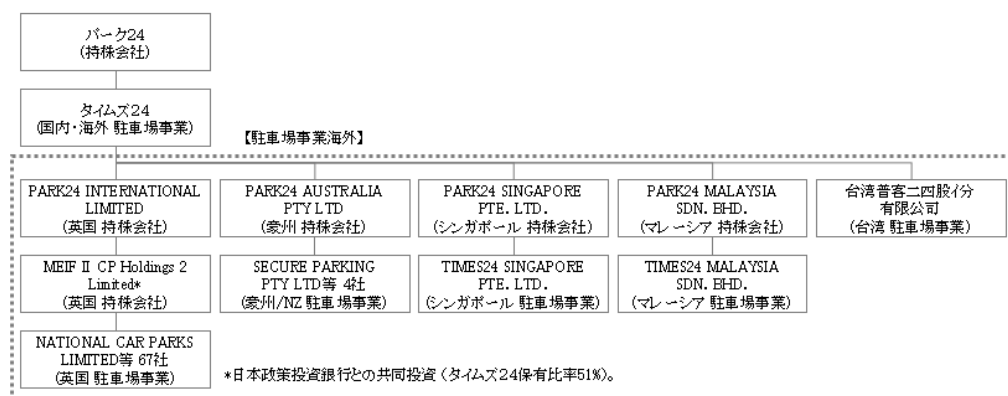 パーク24
(持株会社)
タイムズ24
(国内・海外 駐車場事業)
【駐車場事業海外】
PARK24 INTERNATIONAL
LIMITED
(英国 持株会社)
PARK24 AUSTRALIA
PTY LTD
(豪州 持株会社)
PARK24 SINGAPORE
PTE. LTD.
(シンガポール 持株会社)
PARK24 MALAYSIA
SDN. BHD.
(マレーシア 持株会社)
台湾普客二四股イ分
有限公司
(台湾 駐車場事業)
MEIF II CP Holdings 2
Limited*
(英国 持株会社)
SECURE PARKING
PTY LTD等 4社
(豪州/NZ 駐車場事業)
TIMES24 SINGAPORE
PTE. LTD.
(シンガポール 駐車場事業)
TIMES24 MALAYSIA
SDN. BHD.
(マレーシア 駐車場事業)
NATIONAL CAR PARKS
LIMITED等 67社
(英国 駐車場事業)
*日本政策投資銀行との共同投資(タイムズ24保有比率51%)。